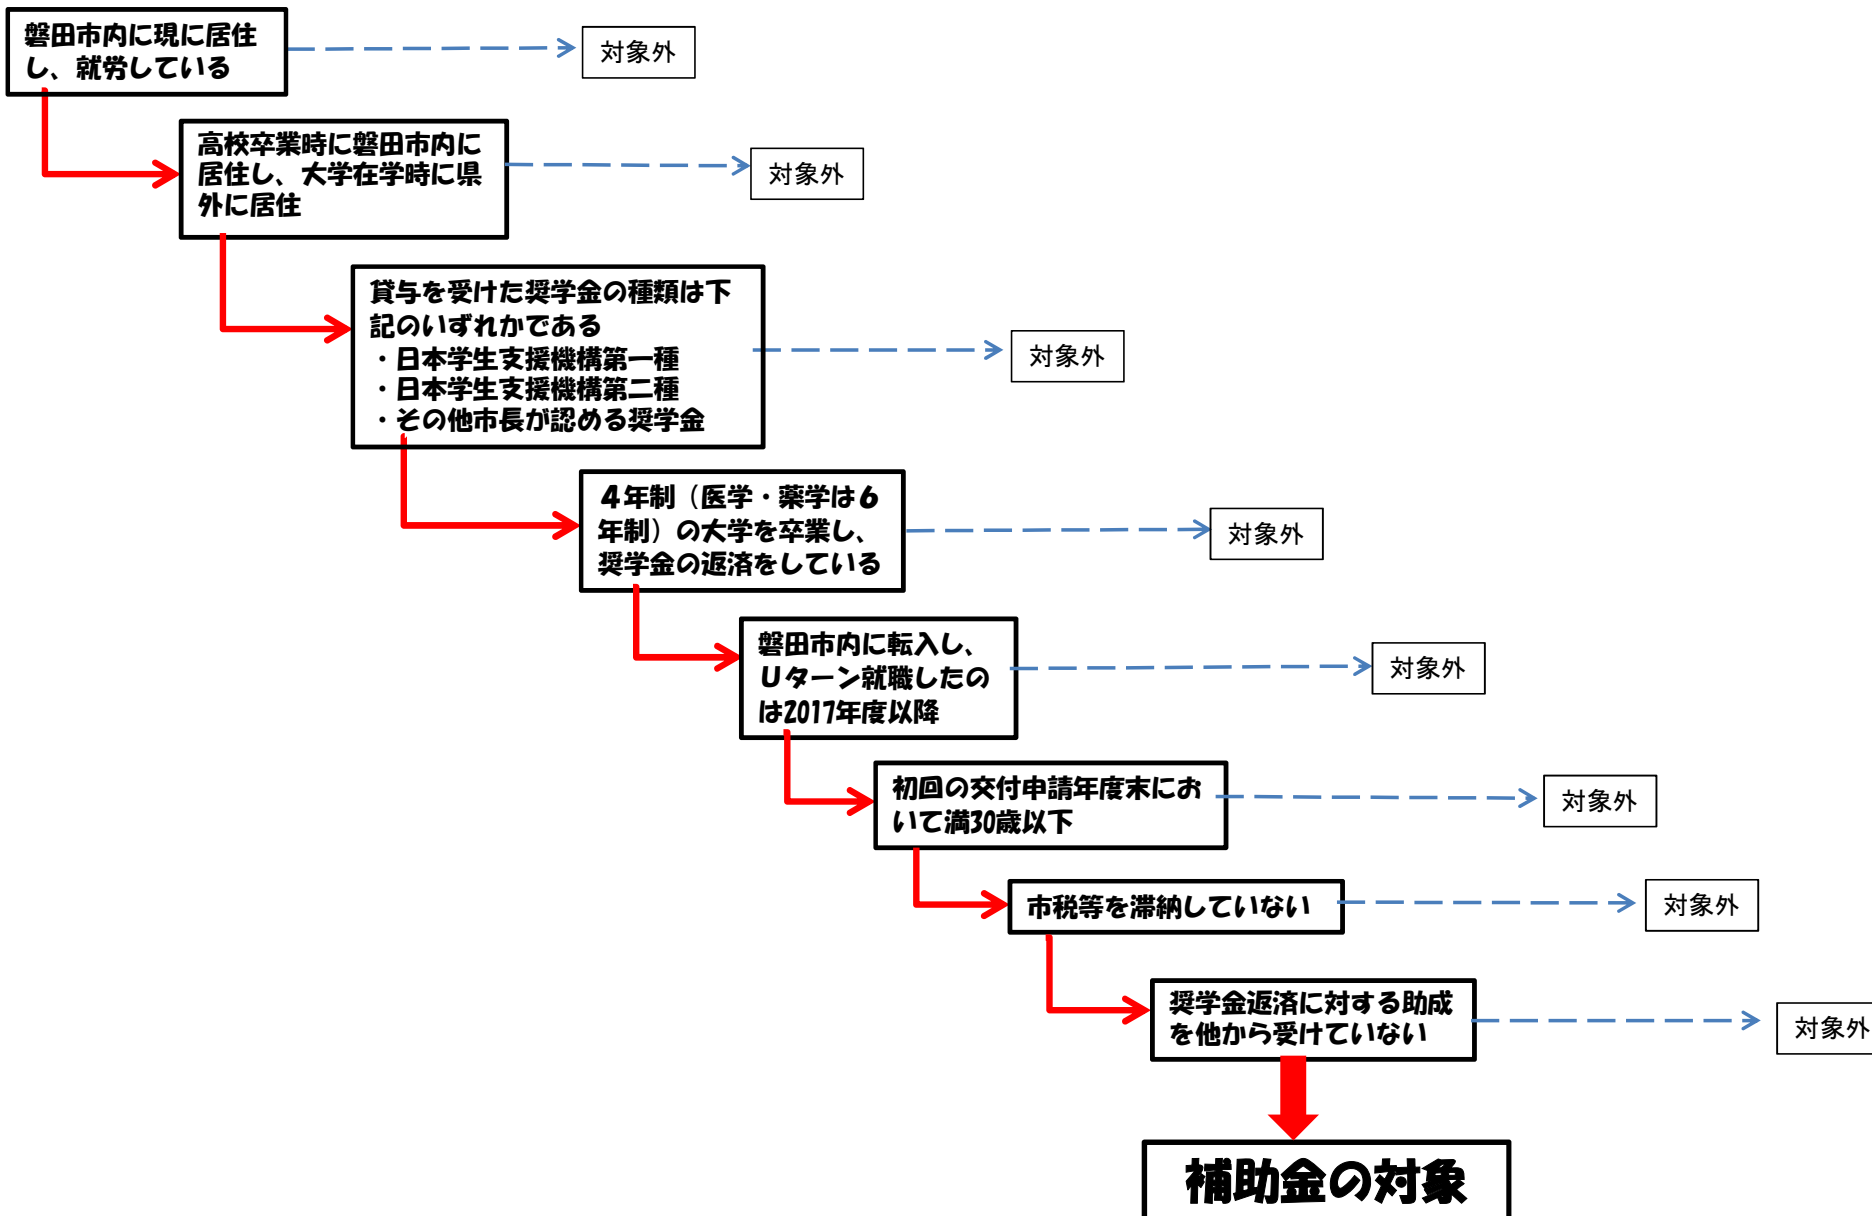 磐田市内に現に居住
し、就労している
対象外
高校卒業時に磐田市内に
居住し、大学在学時に県
外に居住
対象外
貸与を受けた奨学金の種類は下
記のいずれかである
・日本学生支援機構第一種
・日本学生支援機構第二種
・その他市長が認める奨学金
対象外
４年制（医学・薬学は６
年制）の大学を卒業し、
奨学金の返済をしている
対象外
磐田市内に転入し、
Ｕターン就職したの
は2017年度以降
対象外
初回の交付申請年度末にお
いて満30歳以下
対象外
市税等を滞納していない
対象外
奨学金返済に対する助成
を他から受けていない
対象外
補助金の対象